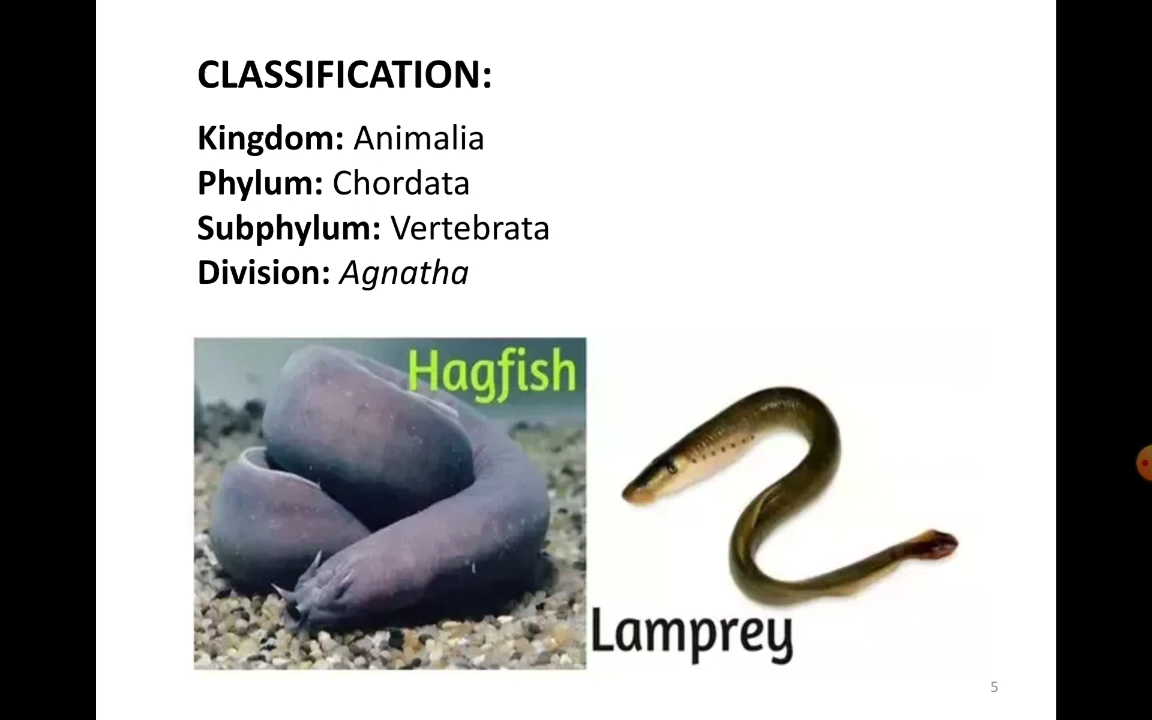 CLASSIFICATION:
Kingdom: Animalia
Phylum: Chordata
Subphylum: Vertebrata
Division: Agnatha
Hagfish
Lamprey
5